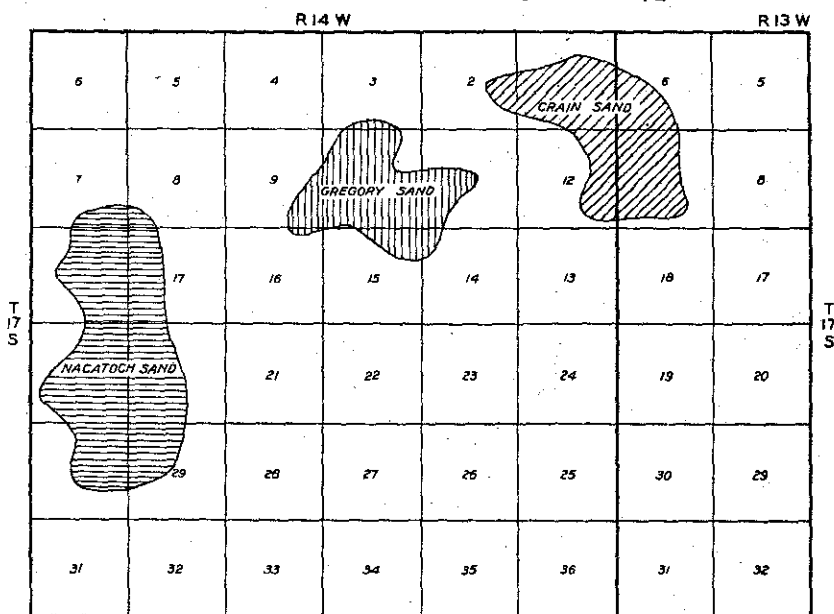 R 14 W R 13 W
6 5 4 3 2 6 5
CRAIN SAND
7 8 9 12 8
GREGORY SAND
17 16 15 14 13 18 17
T
17
S
T
17
S
NACATOCH SAND
21 22 23 24 19 20
29 28 27 26 25 30 29
31 32 33 34 35 36 31 32